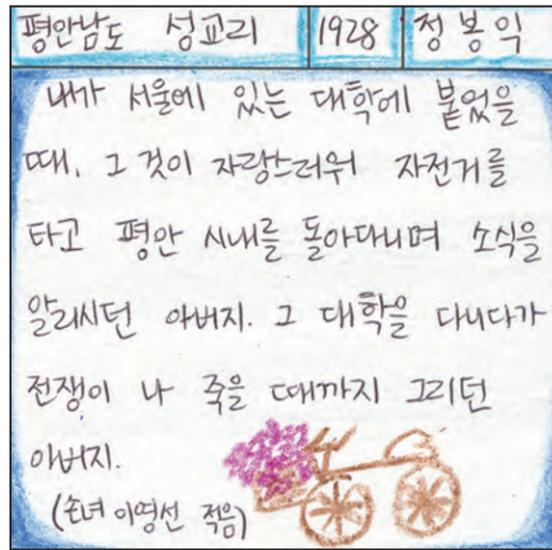 평안남도 성교리 1928 정봉익
내가 서울에 있는 대학에 붙었을
때, 그 것이 자랑스러워 자전거를
타고 평안 시내를 돌아다니며 소식을
알리시던 아버지. 그 대학을 다니다가
전쟁이 나 죽을 때까지 그리던
아버지.
(손녀 이영선 적음)